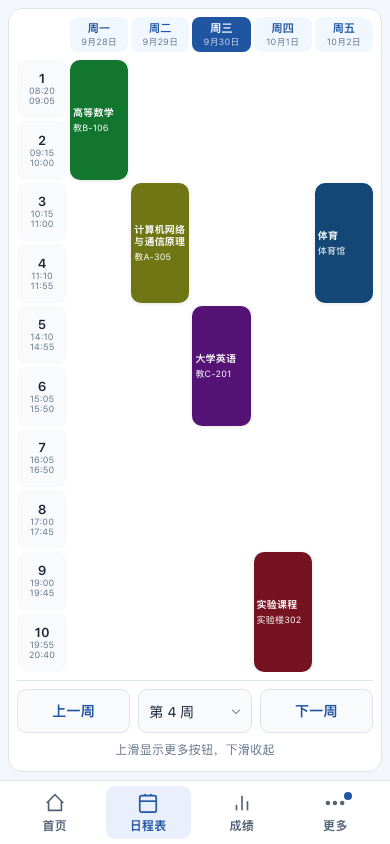 周一
9月28日
周二
9月29日
周三
9月30日
周四
10月1日
周五
10月2日
1
08:20
09:05
2
09:15
10:00
3
10:15
11:00
4
11:10
11:55
5
14:10
14:55
6
15:05
15:50
7
16:05
16:50
8
17:00
17:45
9
19:00
19:45
10
19:55
20:40
高等数学
教B-106
计算机网络
与通信原理
教A-305
大学英语
教C-201
实验课程
实验楼302
体育
体育馆
上一周
第 4 周
下一周
上滑显示更多按钮，下滑收起
首页
日程表
成绩
更多